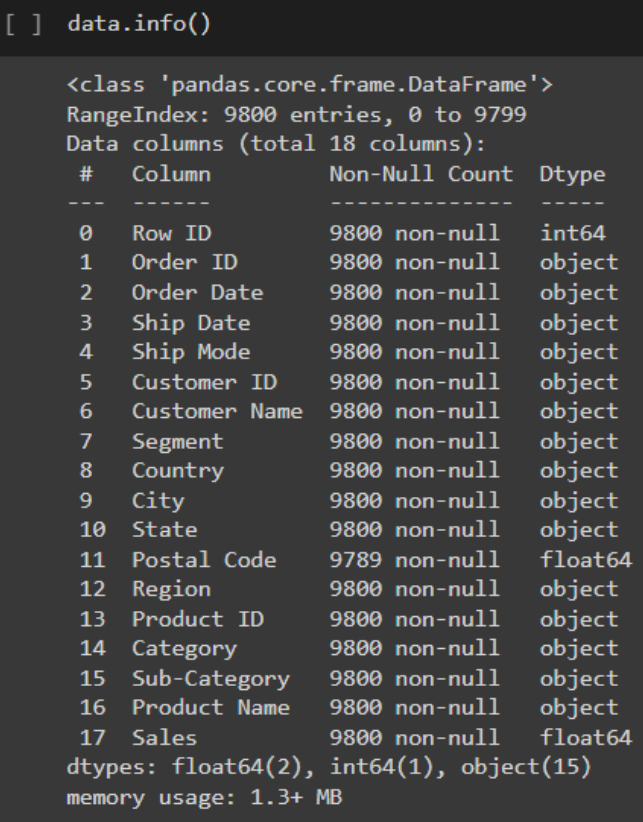 [ ] data.info()
<class 'pandas.core.frame.DataFrame'>
RangeIndex: 9800 entries, 0 to 9799
Data columns (total 18 columns):
 #   Column         Non-Null Count  Dtype
---  ------         --------------  -----
 0   Row ID         9800 non-null   int64
 1   Order ID       9800 non-null   object
 2   Order Date     9800 non-null   object
 3   Ship Date      9800 non-null   object
 4   Ship Mode      9800 non-null   object
 5   Customer ID    9800 non-null   object
 6   Customer Name  9800 non-null   object
 7   Segment        9800 non-null   object
 8   Country        9800 non-null   object
 9   City           9800 non-null   object
 10  State          9800 non-null   object
 11  Postal Code    9789 non-null   float64
 12  Region         9800 non-null   object
 13  Product ID     9800 non-null   object
 14  Category       9800 non-null   object
 15  Sub-Category   9800 non-null   object
 16  Product Name   9800 non-null   object
 17  Sales          9800 non-null   float64
dtypes: float64(2), int64(1), object(15)
memory usage: 1.3+ MB